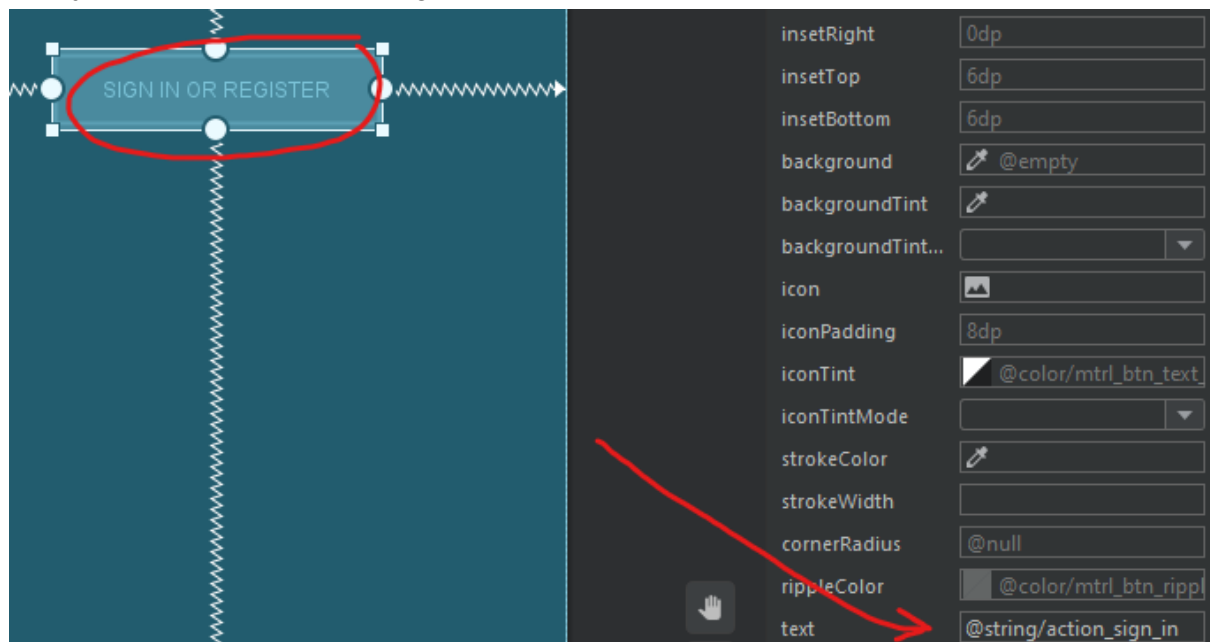 SIGN IN OR REGISTER
insetRight 0dp
insetTop 6dp
insetBottom 6dp
background @empty
backgroundTint
backgroundTint...
icon
iconPadding 8dp
iconTint @color/mtrl_btn_text_
iconTintMode
strokeColor
strokeWidth
cornerRadius @null
rippleColor @color/mtrl_btn_rippl
text @string/action_sign_in